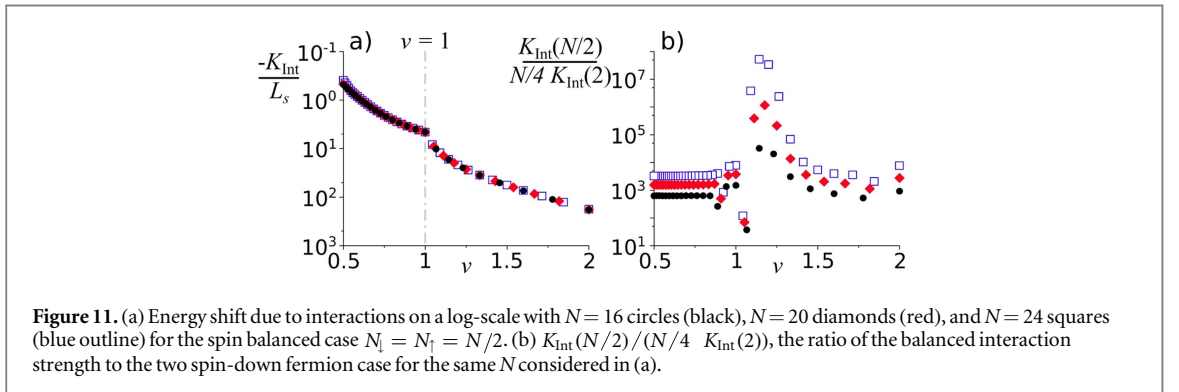 a) ν = 1
-K_Int
L_s
10^-1
10^0
10^1
10^2
10^3
0.5 1 1.5 2
ν
b)
K_Int(N/2)
N/4 K_Int(2)
10^7
10^5
10^3
10^1
0.5 1 1.5 2
ν
Figure 11. (a) Energy shift due to interactions on a log-scale with N = 16 circles (black), N = 20 diamonds (red), and N = 24 squares
(blue outline) for the spin balanced case N↓ = N↑ = N/2. (b) K_Int(N/2)/(N/4 K_Int(2)), the ratio of the balanced interaction
strength to the two spin-down fermion case for the same N considered in (a).